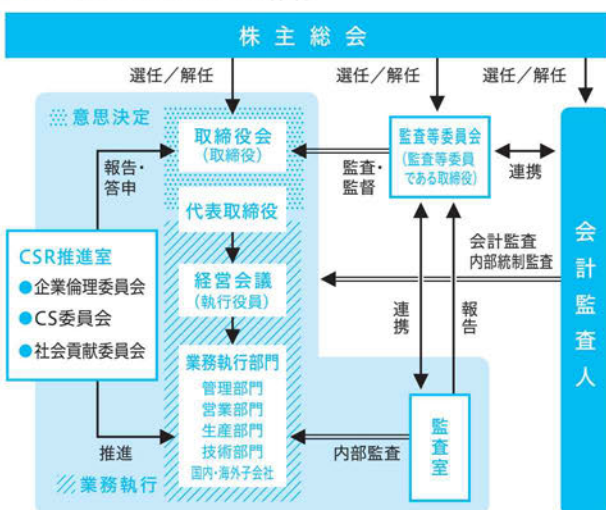 株主総会
選任／解任
選任／解任
選任／解任
意思決定
取締役会
(取締役)
監査等委員会
(監査等委員
である取締役)
報告・
答申
監査・
監督
連携
代表取締役
会計監査
内部統制監査
CSR推進室
●企業倫理委員会
●CS委員会
●社会貢献委員会
経営会議
(執行役員)
連携
報告
会計監査人
業務執行部門
管理部門
営業部門
生産部門
技術部門
国内・海外子会社
監査室
推進
内部監査
業務執行